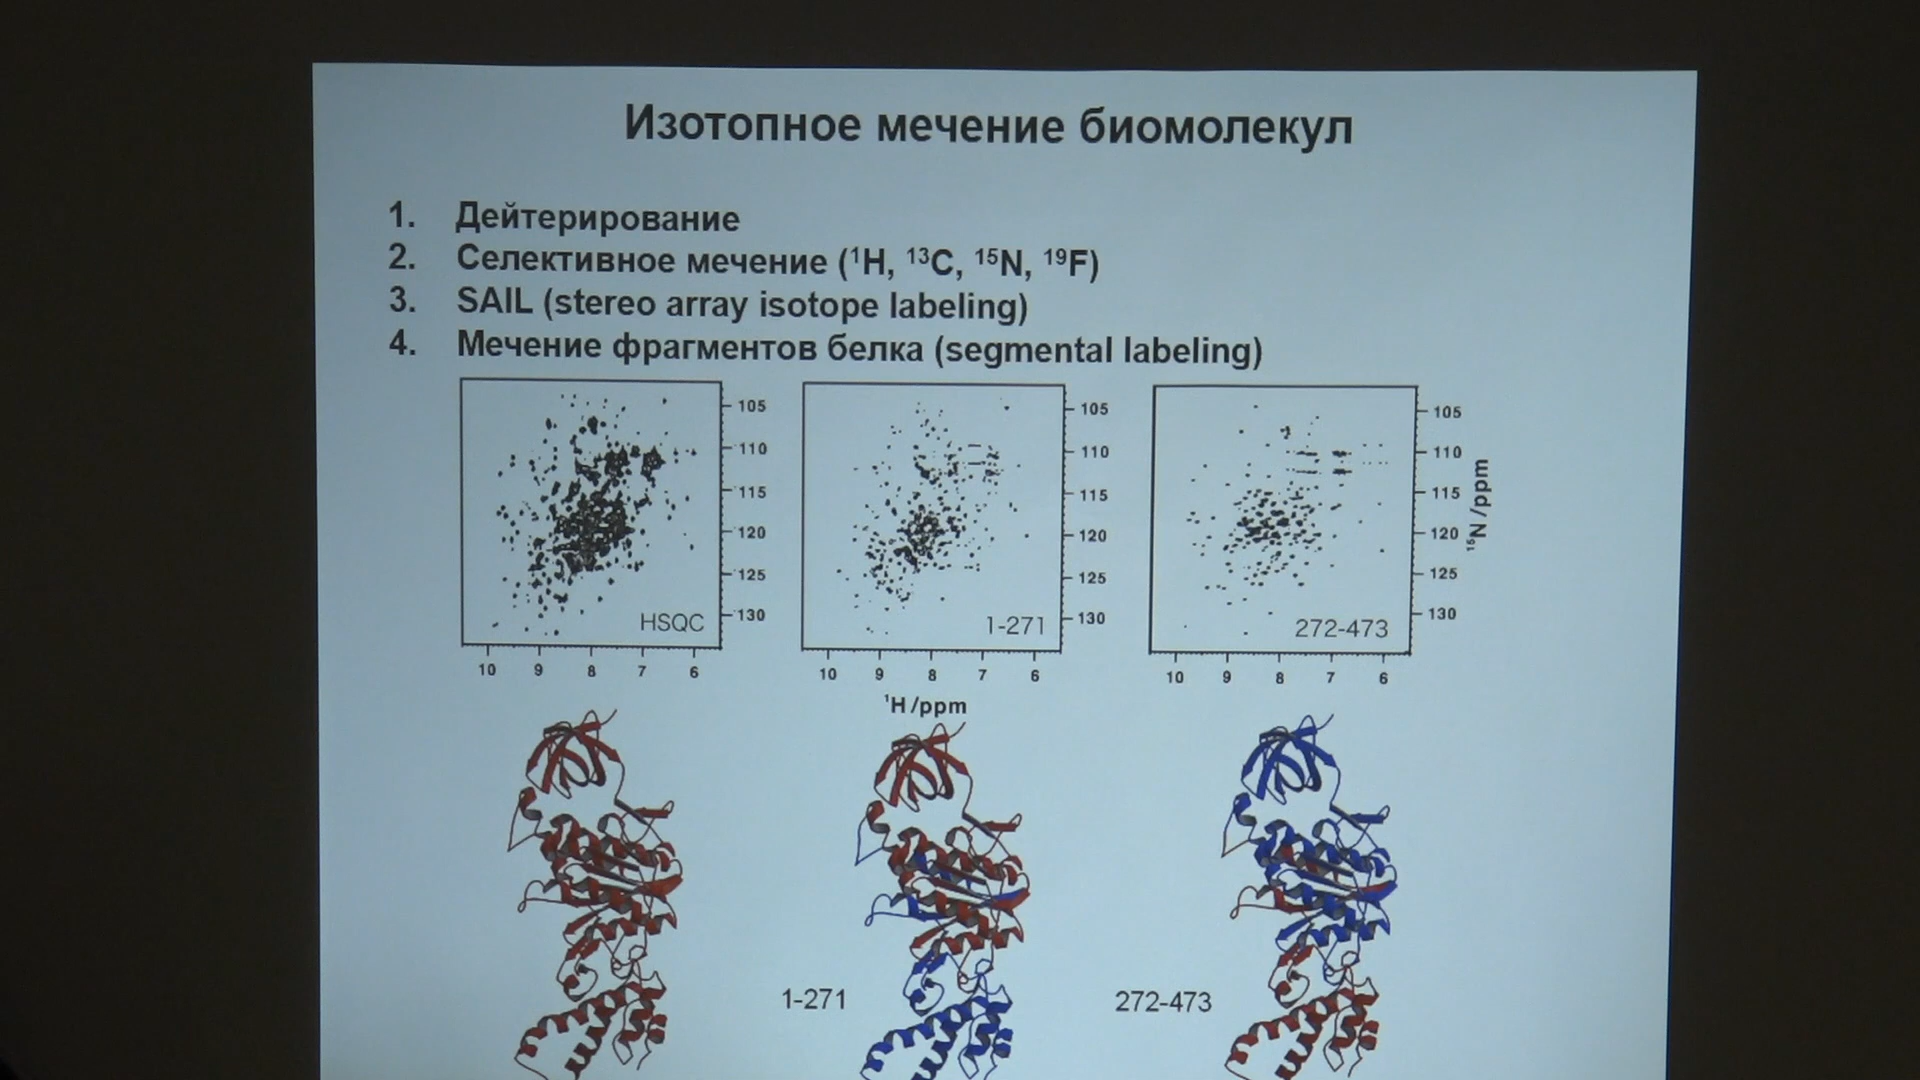 Изотопное мечение биомолекул
1. Дейтерирование
2. Селективное мечение (¹H, ¹³C, ¹⁵N, ¹⁹F)
3. SAIL (stereo array isotope labeling)
4. Мечение фрагментов белка (segmental labeling)
105
110
115
120
125
130
HSQC
10 9 8 7 6
105
110
115
120
125
130
1-271
10 9 8 7 6
¹H /ppm
105
110
115
120
125
130
¹⁵N /ppm
272-473
10 9 8 7 6
1-271
272-473